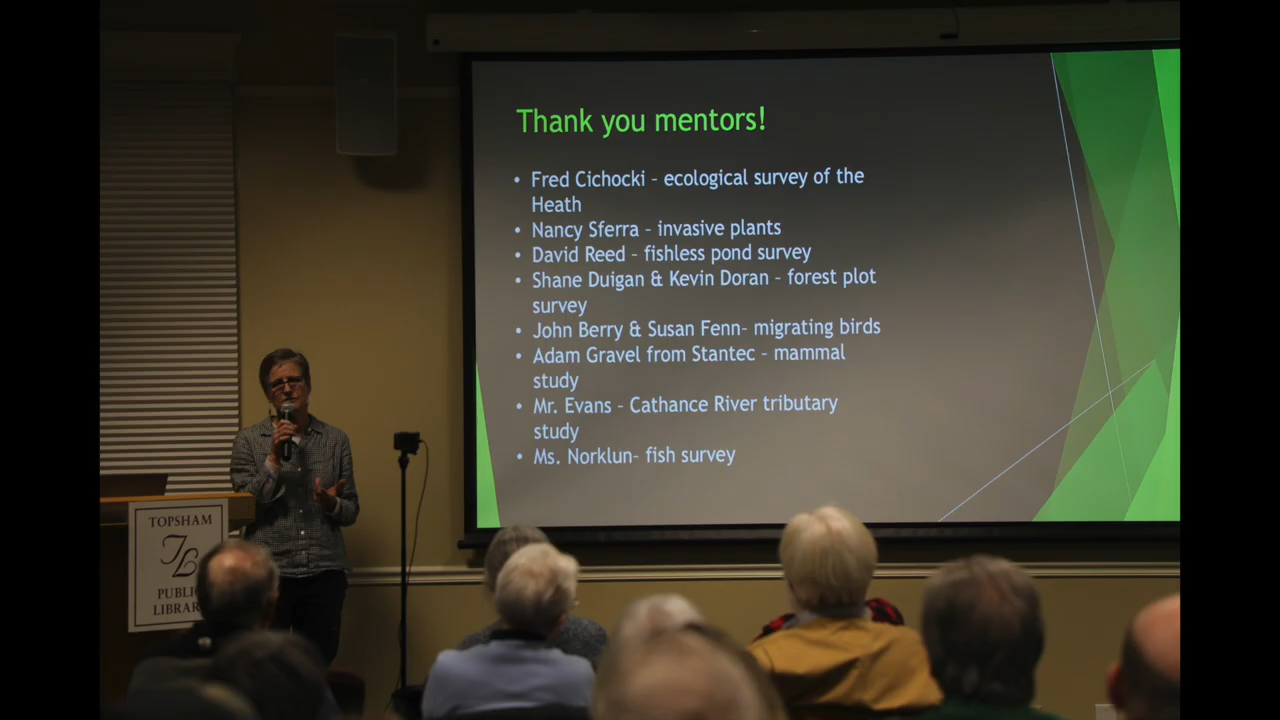 Thank you mentors!
• Fred Cichocki – ecological survey of the
Heath
• Nancy Sferra – invasive plants
• David Reed – fishless pond survey
• Shane Duigan & Kevin Doran – forest plot
survey
• John Berry & Susan Fenn– migrating birds
• Adam Gravel from Stantec – mammal
study
• Mr. Evans – Cathance River tributary
study
• Ms. Norklun– fish survey
TOPSHAM
TL
PUBLIC
LIBRAR